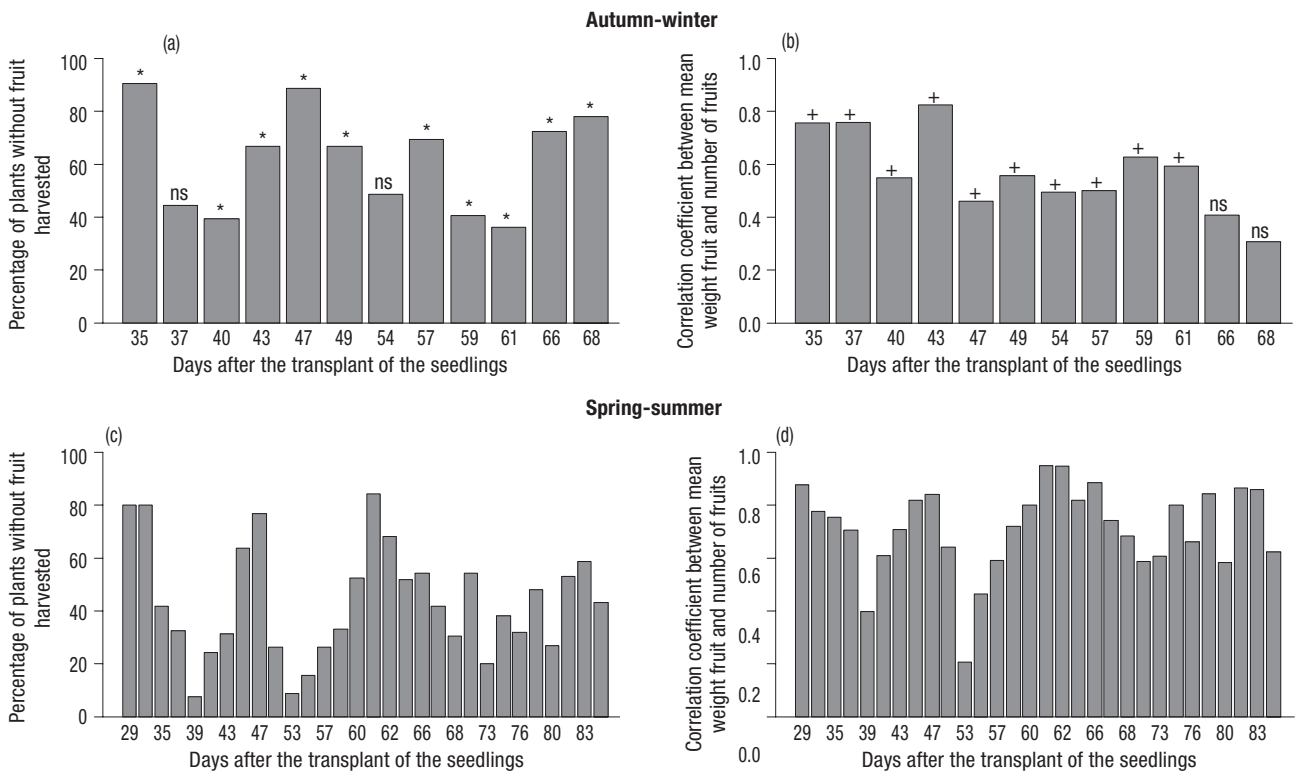 Autumn-winter
(a)
Percentage of plants without fruit
harvested
100
80
60
40
20
0
* ns * * * * ns * * * * *
35 37 40 43 47 49 54 57 59 61 66 68
Days after the transplant of the seedlings
(b)
Correlation coefficient between mean
weight fruit and number of fruits
1.0
0.8
0.6
0.4
0.2
0.0
+ + + + + + + + + + ns ns
35 37 40 43 47 49 54 57 59 61 66 68
Days after the transplant of the seedlings
Spring-summer
(c)
Percentage of plants without fruit
harvested
100
80
60
40
20
0
29 35 39 43 47 53 57 60 62 66 68 73 76 80 83
Days after the transplant of the seedlings
(d)
Correlation coefficient between mean
weight fruit and number of fruits
1.0
0.8
0.6
0.4
0.2
0.0
29 35 39 43 47 53 57 60 62 66 68 73 76 80 83
Days after the transplant of the seedlings